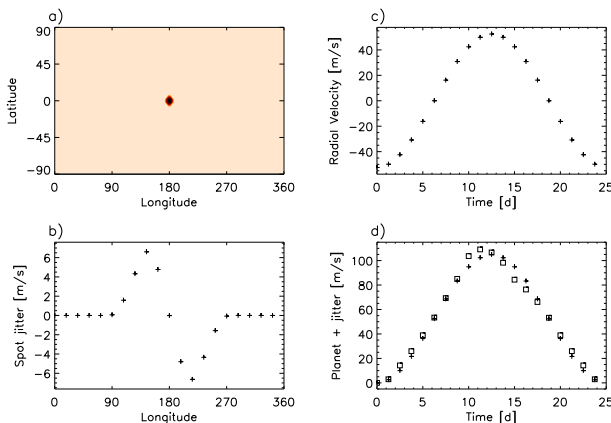 a)
90
45
0
−45
−90
Latitude
0 90 180 270 360
Longitude
c)
40
20
0
−20
−40
Radial Velocity [m/s]
0 5 10 15 20 25
Time [d]
b)
6
4
2
0
−2
−4
−6
Spot jitter [m/s]
0 90 180 270 360
Longitude
d)
100
80
60
40
20
0
Planet + jitter [m/s]
0 5 10 15 20 25
Time [d]